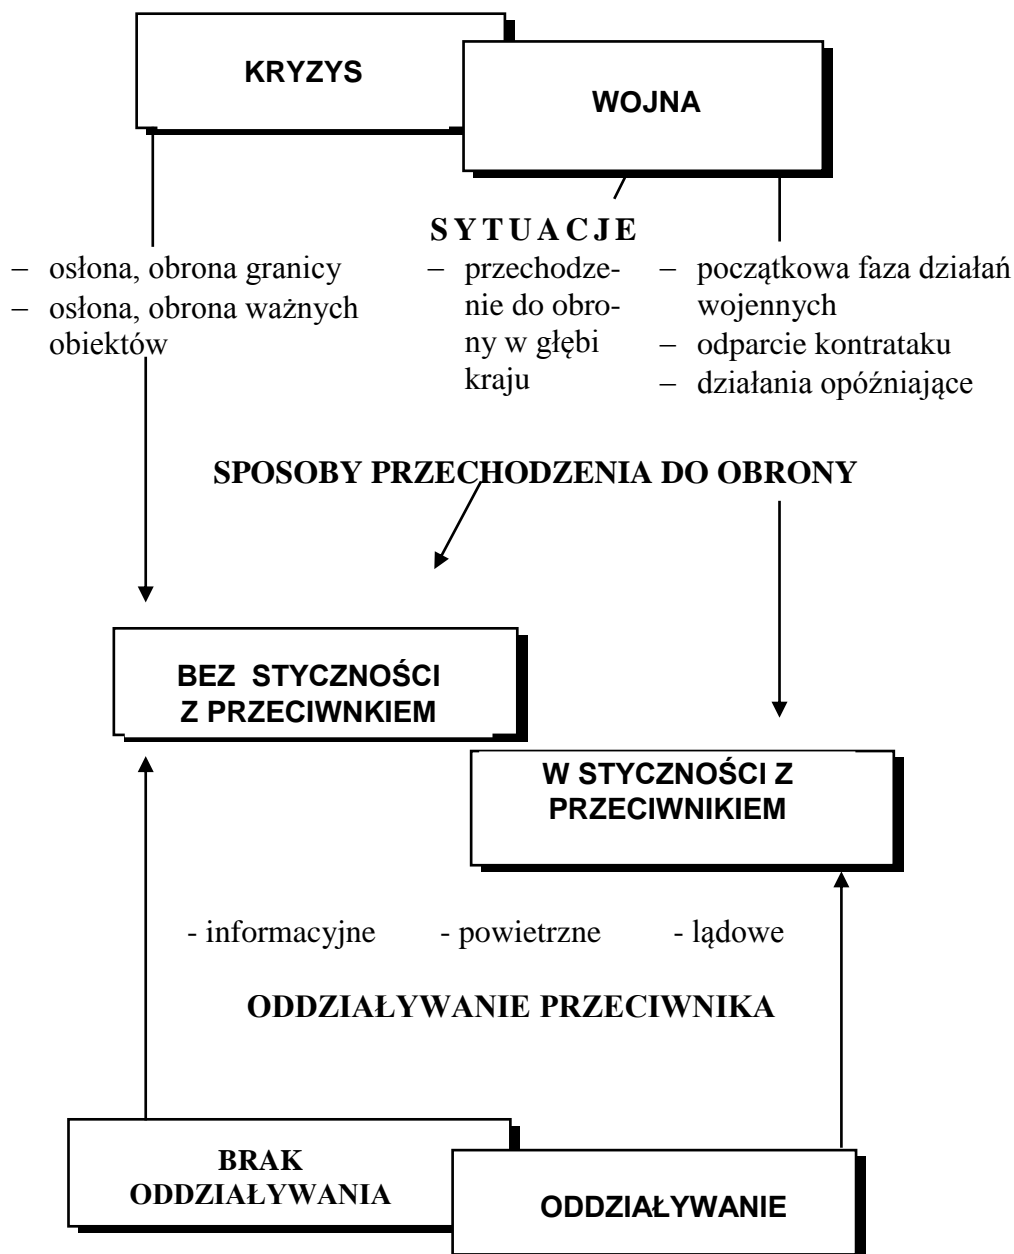 KRYZYS
WOJNA
SYTUACJE
– osłona, obrona granicy
– osłona, obrona ważnych
obiektów
– przechodze-
nie do obro-
ny w głębi
kraju
– początkowa faza działań
wojennych
– odparcie kontrataku
– działania opóźniające
SPOSOBY PRZECHODZENIA DO OBRONY
BEZ STYCZNOŚCI
Z PRZECIWNKIEM
W STYCZNOŚCI Z
PRZECIWNIKIEM
- informacyjne - powietrzne - lądowe
ODDZIAŁYWANIE PRZECIWNIKA
BRAK
ODDZIAŁYWANIA
ODDZIAŁYWANIE